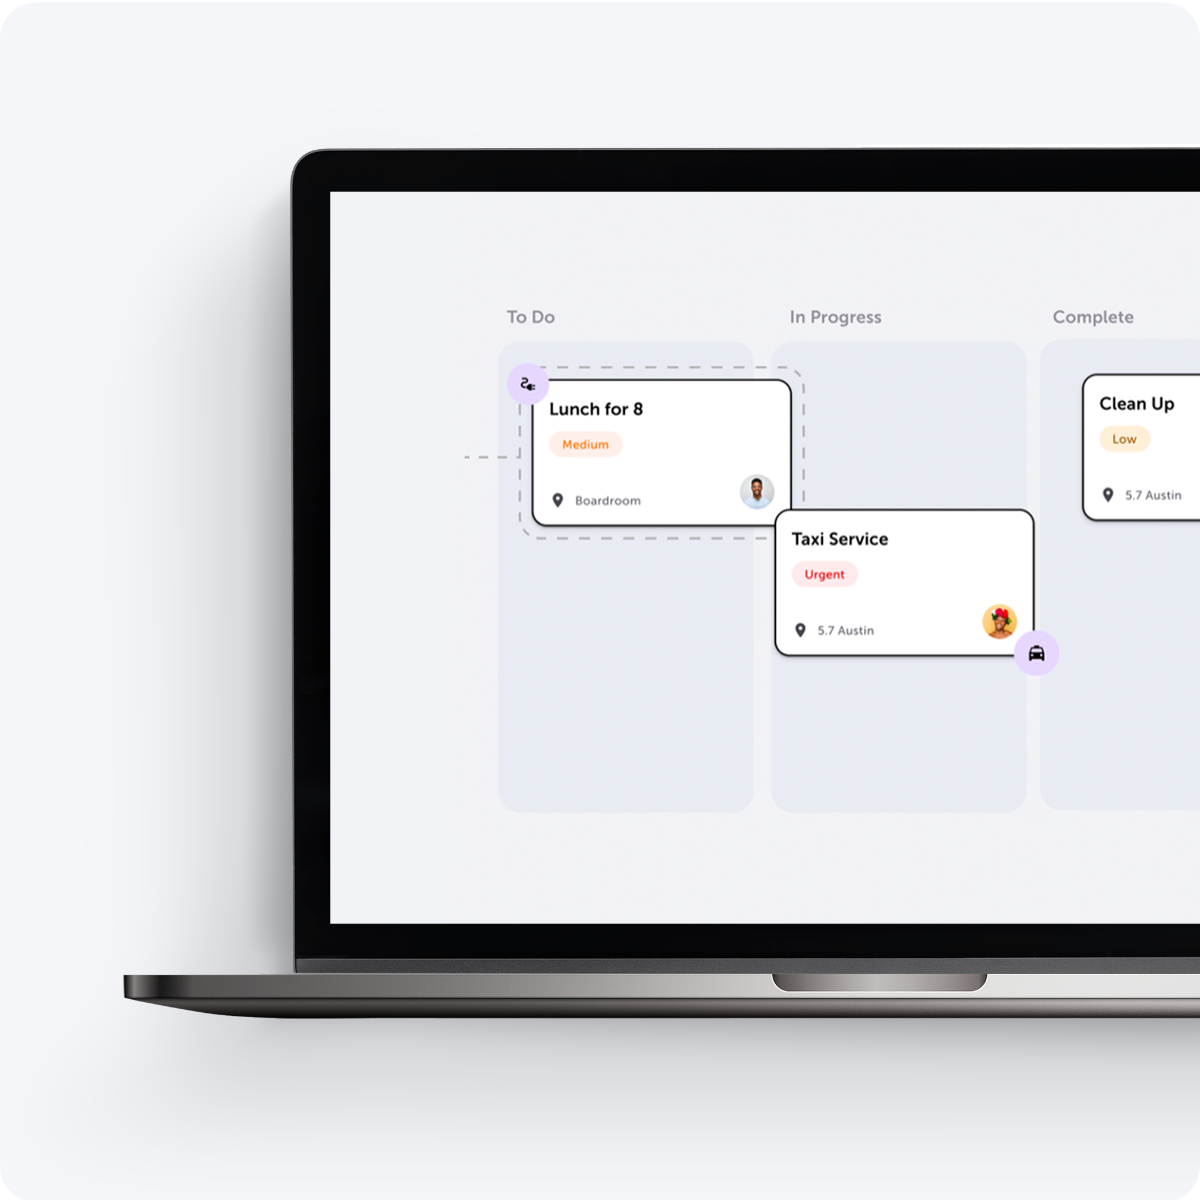 To Do
In Progress
Complete
Lunch for 8
Medium
Boardroom
Taxi Service
Urgent
5.7 Austin
Clean Up
Low
5.7 Austin